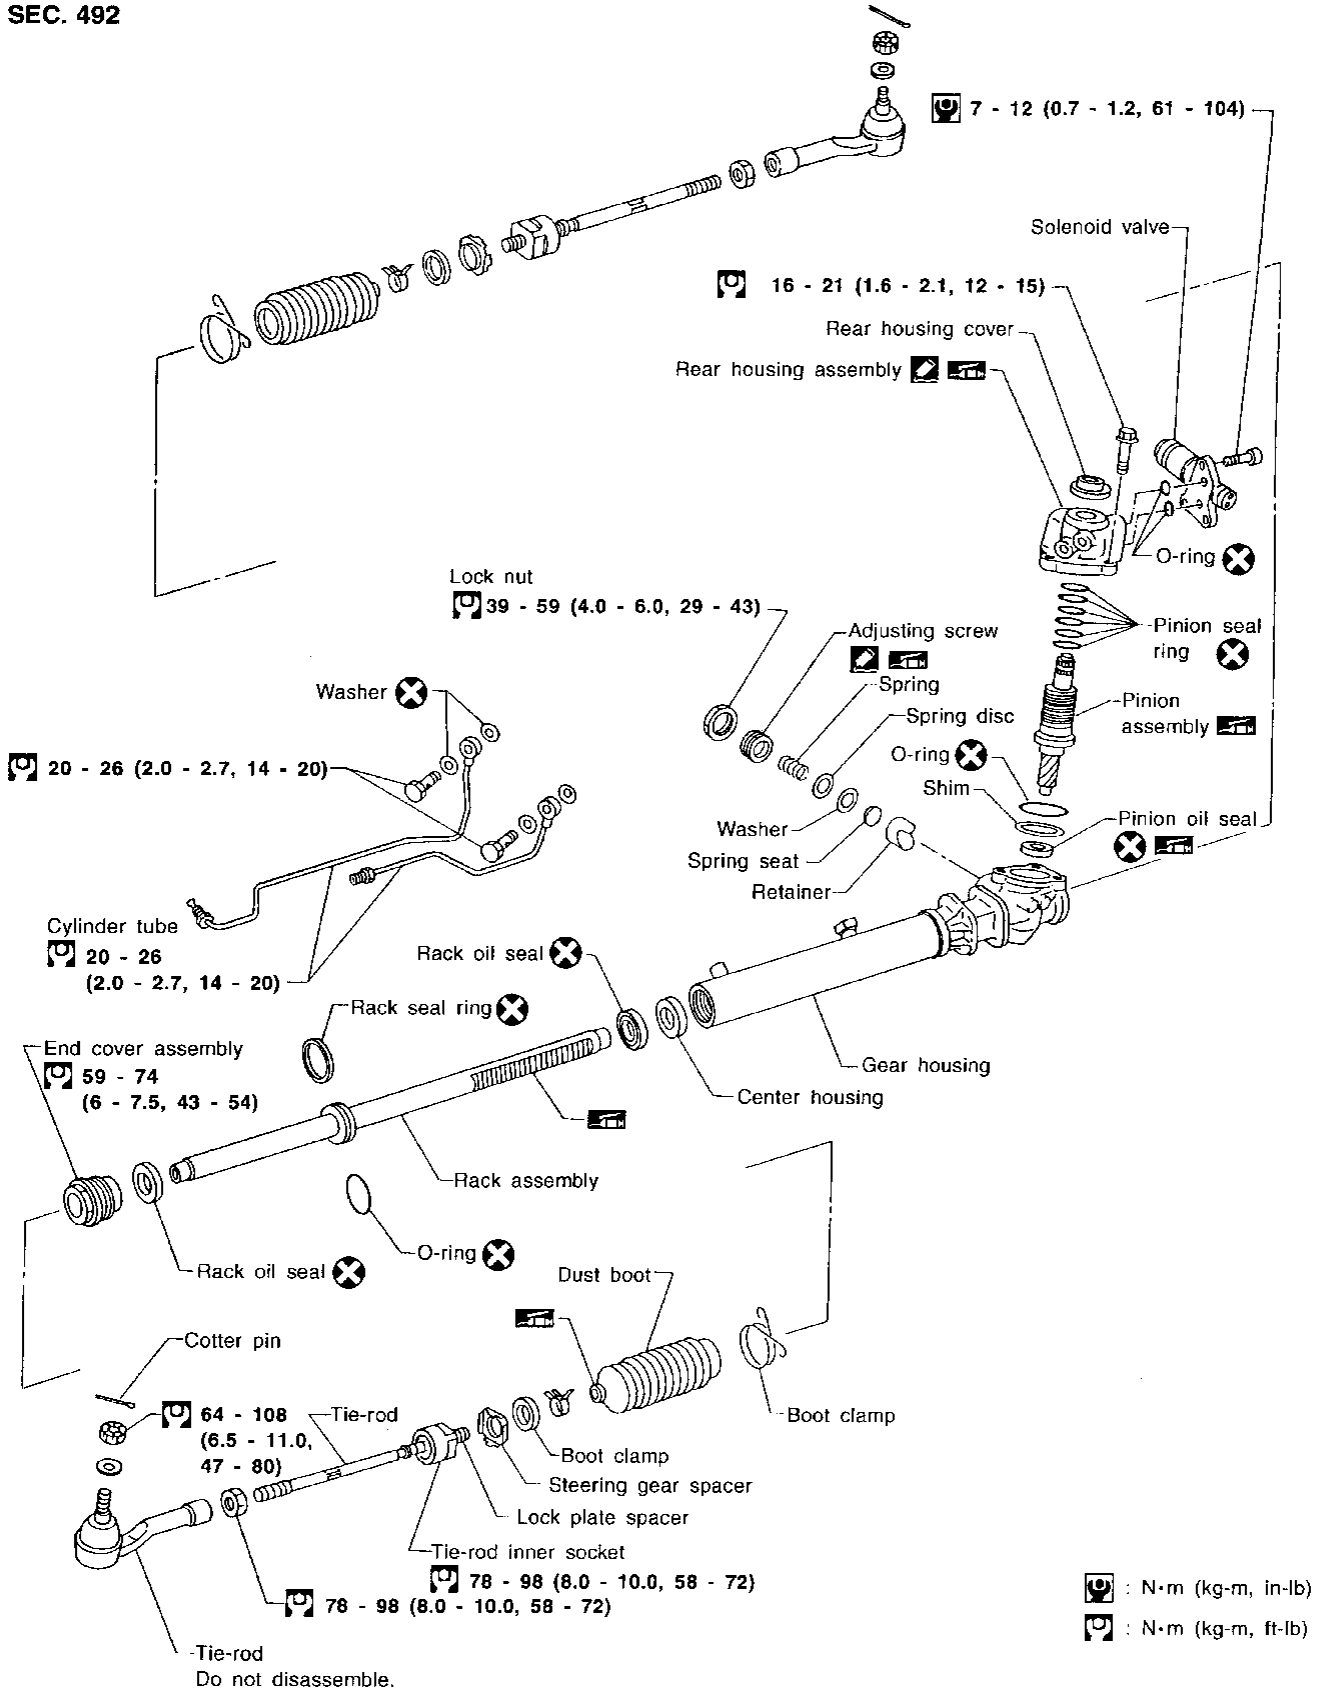 SEC. 492
7 - 12 (0.7 - 1.2, 61 - 104)
Solenoid valve
16 - 21 (1.6 - 2.1, 12 - 15)
Rear housing cover
Rear housing assembly
O-ring
Lock nut
39 - 59 (4.0 - 6.0, 29 - 43)
Adjusting screw
Pinion seal
ring
Spring
Washer
Spring disc
Pinion
assembly
O-ring
20 - 26 (2.0 - 2.7, 14 - 20)
Shim
Pinion oil seal
Washer
Spring seat
Retainer
Cylinder tube
20 - 26
(2.0 - 2.7, 14 - 20)
Rack oil seal
Rack seal ring
End cover assembly
59 - 74
(6 - 7.5, 43 - 54)
Gear housing
Center housing
Rack assembly
O-ring
Rack oil seal
Dust boot
Cotter pin
64 - 108
(6.5 - 11.0,
47 - 80)
Tie-rod
Boot clamp
Boot clamp
Steering gear spacer
Lock plate spacer
Tie-rod inner socket
78 - 98 (8.0 - 10.0, 58 - 72)
78 - 98 (8.0 - 10.0, 58 - 72)
: N•m (kg-m, in-lb)
: N•m (kg-m, ft-lb)
Tie-rod
Do not disassemble.